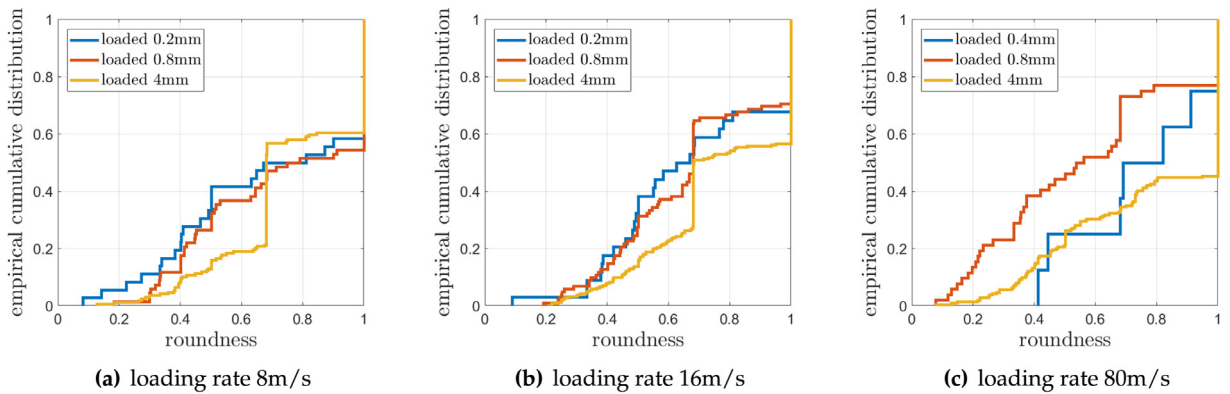 empirical cumulative distribution
1
0.8
0.6
0.4
0.2
0
loaded 0.2mm
loaded 0.8mm
loaded 4mm
0 0.2 0.4 0.6 0.8 1
roundness
(a) loading rate 8m/s
empirical cumulative distribution
1
0.8
0.6
0.4
0.2
0
loaded 0.2mm
loaded 0.8mm
loaded 4mm
0 0.2 0.4 0.6 0.8 1
roundness
(b) loading rate 16m/s
empirical cumulative distribution
1
0.8
0.6
0.4
0.2
0
loaded 0.4mm
loaded 0.8mm
loaded 4mm
0 0.2 0.4 0.6 0.8 1
roundness
(c) loading rate 80m/s